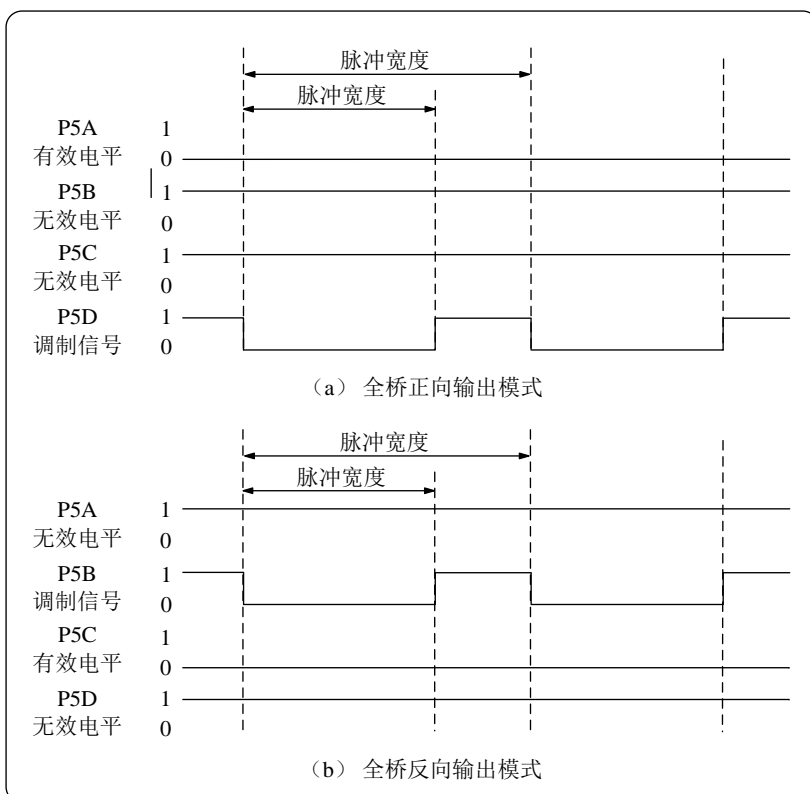 脉冲宽度
脉冲宽度
P5A 1
有效电平 0
P5B 1
无效电平 0
P5C 1
无效电平 0
P5D 1
调制信号 0
（a） 全桥正向输出模式
脉冲宽度
脉冲宽度
P5A 1
无效电平 0
P5B 1
调制信号 0
P5C 1
有效电平 0
P5D 1
无效电平 0
（b） 全桥反向输出模式